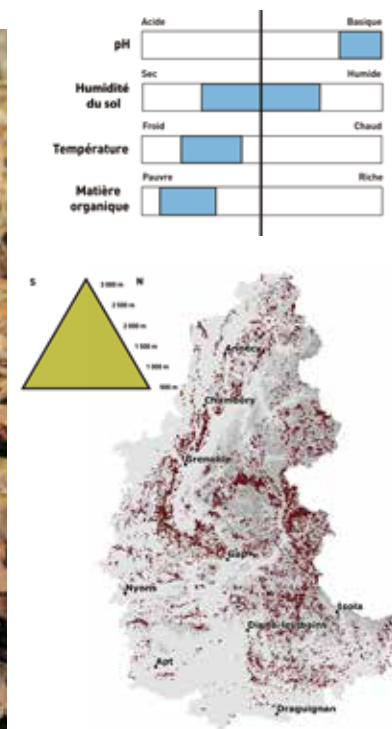 Acide Basique
pH
Sec Humide
Humidité
du sol
Froid Chaud
Température
Pauvre Riche
Matière
organique
S N
3 000 m
2 500 m
2 000 m
1 500 m
1 000 m
500 m
Annecy
Chambéry
Grenoble
Gap
Nyons
Isola
Digne-les-bains
Apt
Draguignan